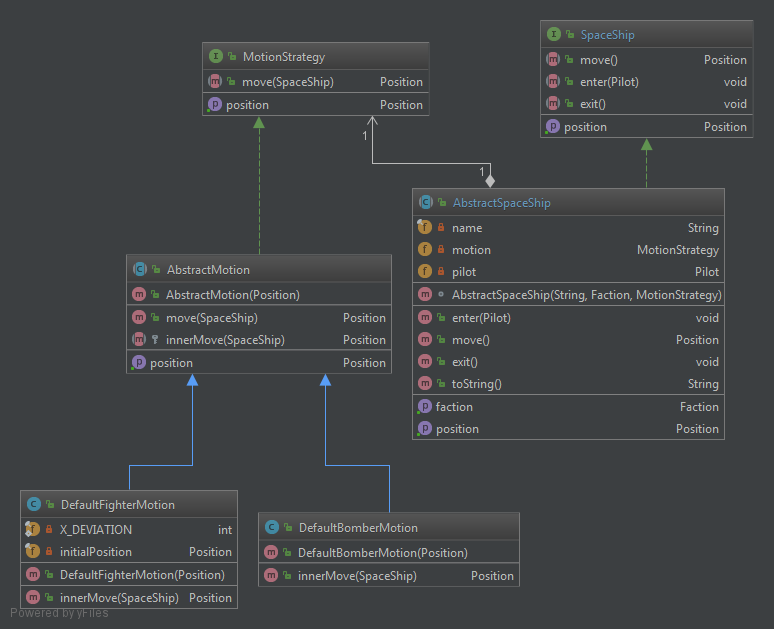 MotionStrategy
move(SpaceShip) Position
position Position
SpaceShip
move() Position
enter(Pilot) void
exit() void
position Position
1
1
AbstractSpaceShip
name String
motion MotionStrategy
pilot Pilot
AbstractSpaceShip(String, Faction, MotionStrategy)
enter(Pilot) void
move() Position
exit() void
toString() String
faction Faction
position Position
AbstractMotion
AbstractMotion(Position)
move(SpaceShip) Position
innerMove(SpaceShip) Position
position Position
DefaultFighterMotion
X_DEVIATION int
initialPosition Position
DefaultFighterMotion(Position)
innerMove(SpaceShip) Position
DefaultBomberMotion
DefaultBomberMotion(Position)
innerMove(SpaceShip) Position
Powered by yFiles